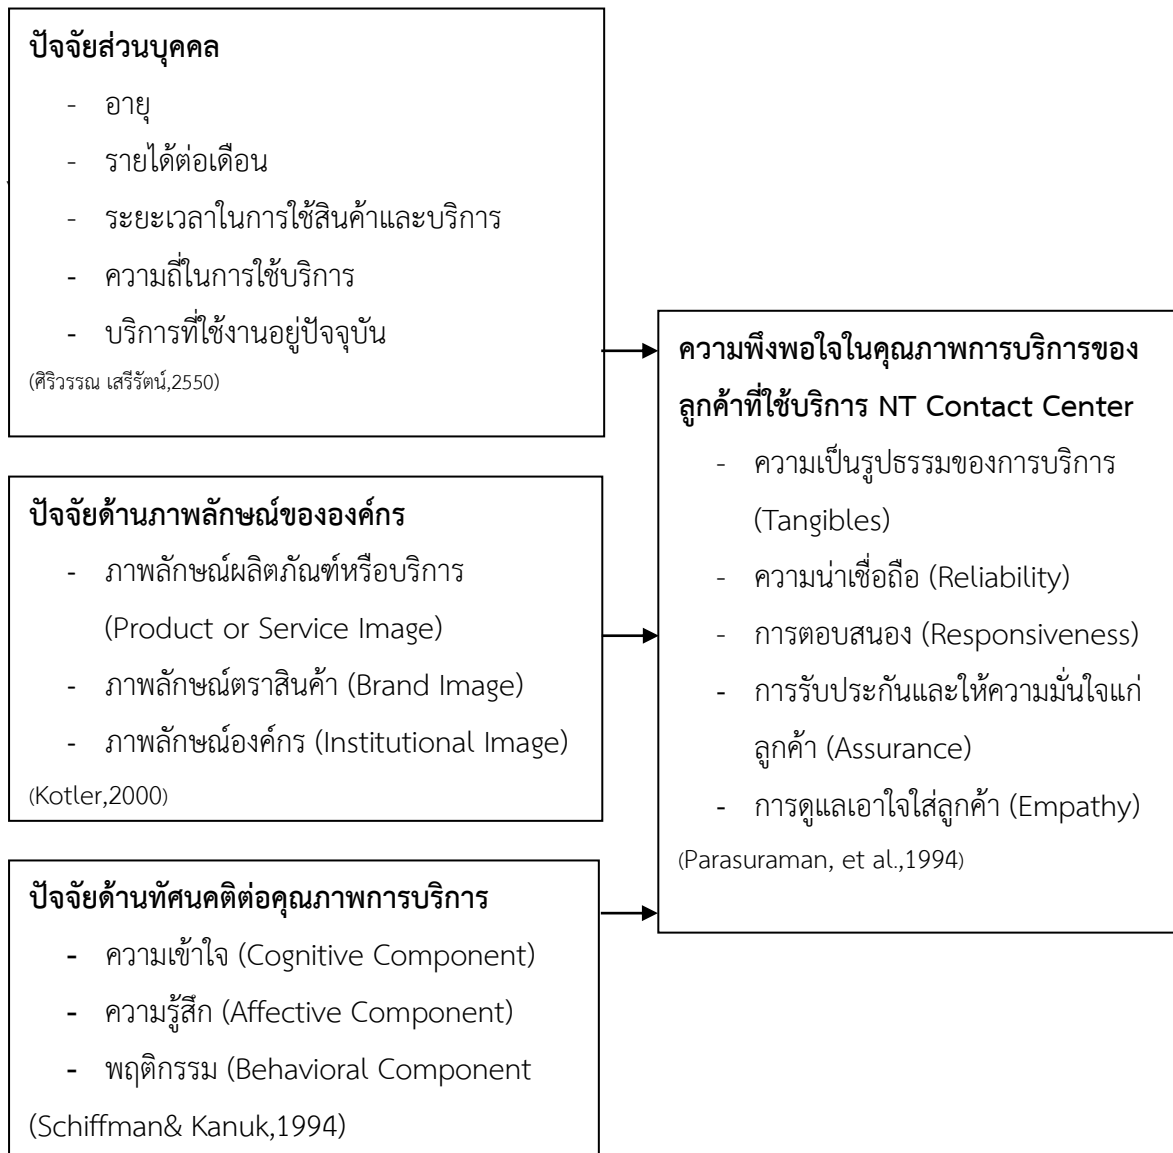 ปัจจัยส่วนบุคคล
- อายุ
- รายได้ต่อเดือน
- ระยะเวลาในการใช้สินค้าและบริการ
- ความถี่ในการใช้บริการ
- บริการที่ใช้งานอยู่ปัจจุบัน
(ศิริวรรณ เสรีรัตน์,2550)
ปัจจัยด้านภาพลักษณ์ขององค์กร
- ภาพลักษณ์ผลิตภัณฑ์หรือบริการ
(Product or Service Image)
- ภาพลักษณ์ตราสินค้า (Brand Image)
- ภาพลักษณ์องค์กร (Institutional Image)
(Kotler,2000)
ปัจจัยด้านทัศนคติต่อคุณภาพการบริการ
- ความเข้าใจ (Cognitive Component)
- ความรู้สึก (Affective Component)
- พฤติกรรม (Behavioral Component
(Schiffman& Kanuk,1994)
ความพึงพอใจในคุณภาพการบริการของ
ลูกค้าที่ใช้บริการ NT Contact Center
- ความเป็นรูปธรรมของการบริการ
(Tangibles)
- ความน่าเชื่อถือ (Reliability)
- การตอบสนอง (Responsiveness)
- การรับประกันและให้ความมั่นใจแก่
ลูกค้า (Assurance)
- การดูแลเอาใจใส่ลูกค้า (Empathy)
(Parasuraman, et al.,1994)